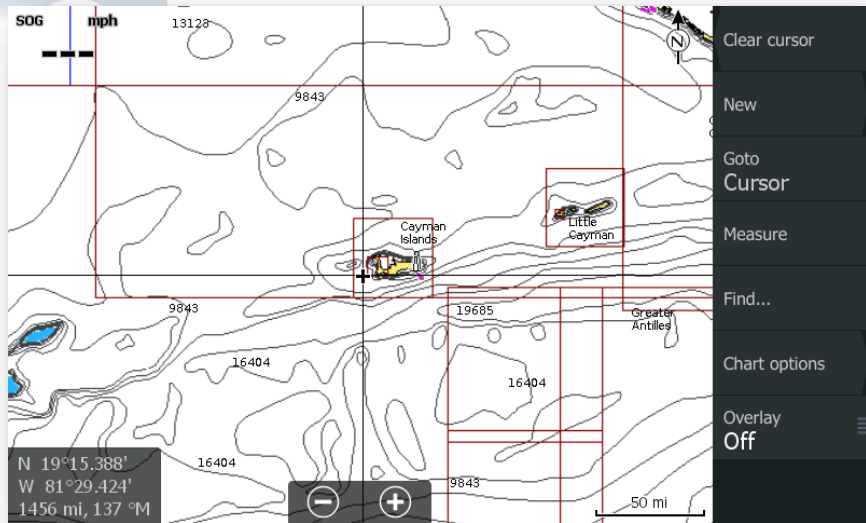 SOG mph
---
13123
N
9843
Cayman
Islands
Little
Cayman
9843
19685
Greater
Antilles
16404
16404
16404
9843
N 19°15.388'
W 81°29.424'
1456 mi, 137 °M
50 mi
Clear cursor
New
Goto
Cursor
Measure
Find...
Chart options
Overlay
Off